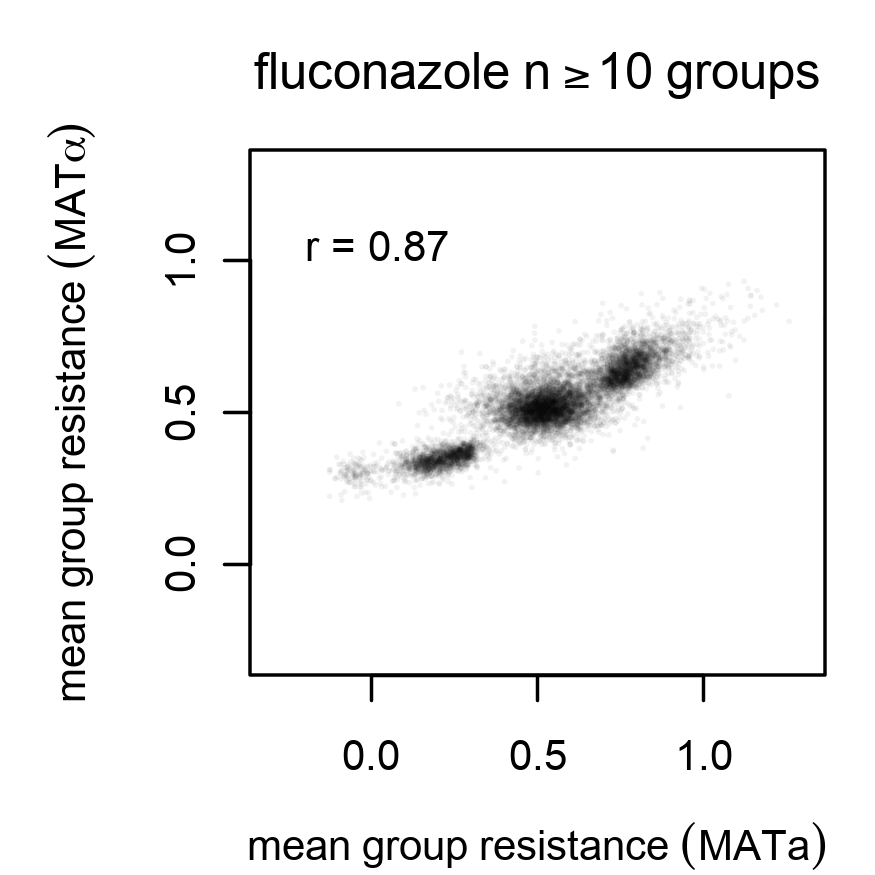 fluconazole n ≥ 10 groups
mean group resistance (MATα)
1.0
0.5
0.0
r = 0.87
0.0 0.5 1.0
mean group resistance (MATa)